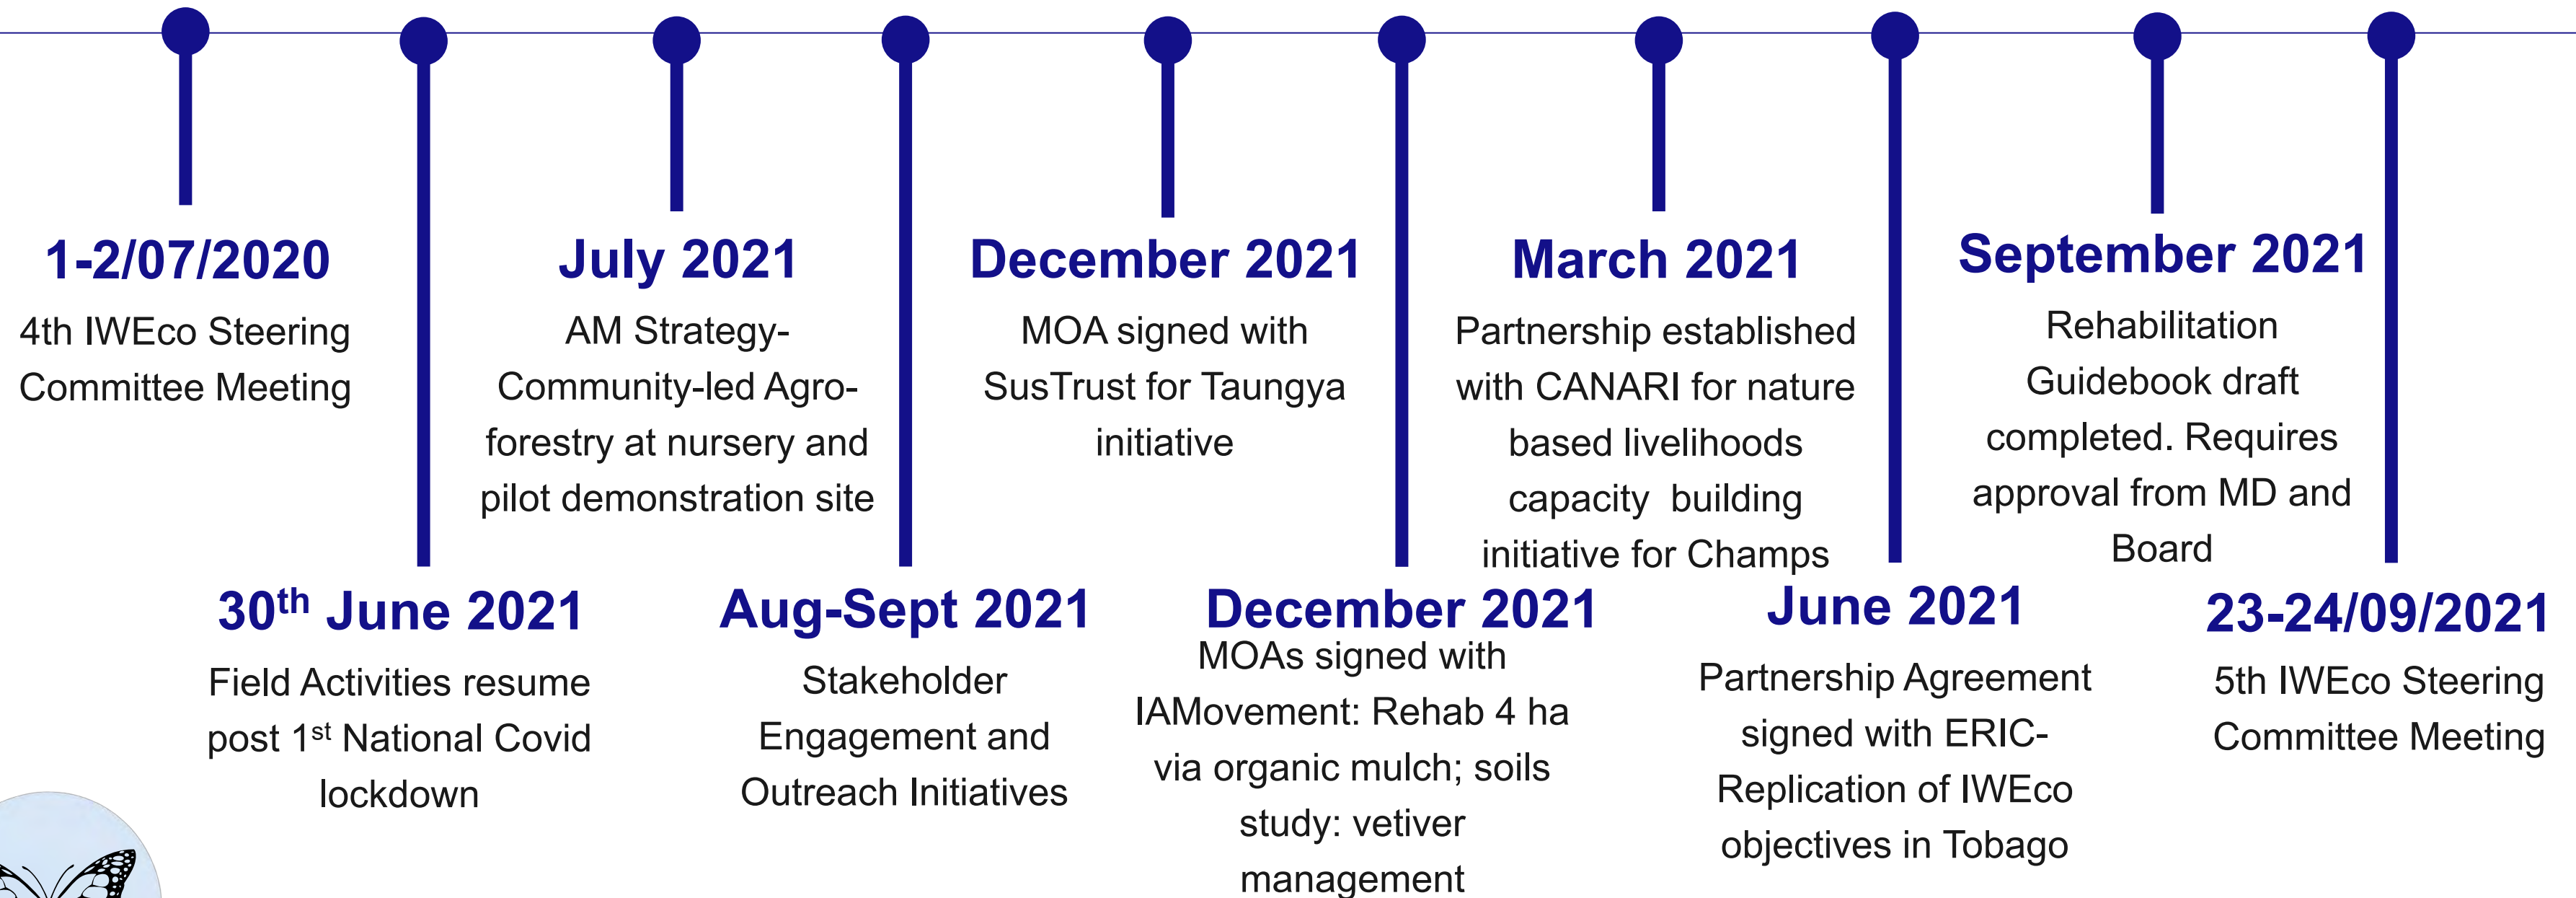 1-2/07/2020
4th IWEco Steering
Committee Meeting
30th June 2021
Field Activities resume
post 1st National Covid
lockdown
July 2021
AM Strategy-
Community-led Agro-
forestry at nursery and
pilot demonstration site
Aug-Sept 2021
Stakeholder
Engagement and
Outreach Initiatives
December 2021
MOA signed with
SusTrust for Taungya
initiative
December 2021
MOAs signed with
IAMovement: Rehab 4 ha
via organic mulch; soils
study: vetiver
management
March 2021
Partnership established
with CANARI for nature
based livelihoods
capacity  building
initiative for Champs
June 2021
Partnership Agreement
signed with ERIC-
Replication of IWEco
objectives in Tobago
September 2021
Rehabilitation
Guidebook draft
completed. Requires
approval from MD and
Board
23-24/09/2021
5th IWEco Steering
Committee Meeting